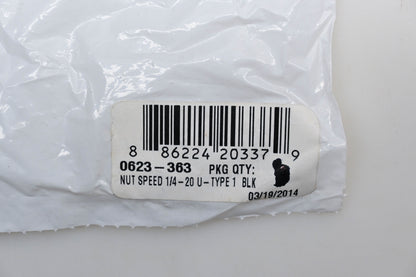 8 86224 20337 9
0623-363 PKG QTY:
NUT SPEED 1/4-20 U-TYPE 1 BLK
03/19/2014